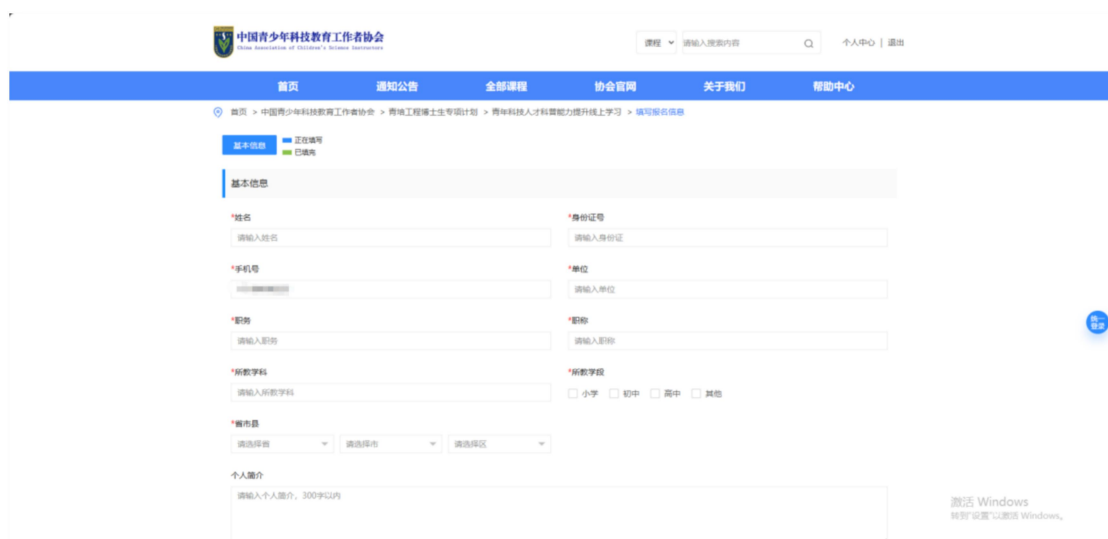 中国青少年科技教育工作者协会
China Association of Children's Science Instructors
课程 请输入搜索内容 个人中心 | 退出
首页 通知公告 全部课程 协会官网 关于我们 帮助中心
首页 > 中国青少年科技教育工作者协会 > 青培工程博士生专项计划 > 青年科技人才科普能力提升线上学习 > 填写报名信息
基本信息
正在填写
已填完
基本信息
*姓名 *身份证号
请输入姓名 请输入身份证
*手机号 *单位
请输入单位
*职务 *职称
请输入职务 请输入职称
*所教学科 *所教学段
请输入所教学科 小学 初中 高中 其他
*省市县
请选择省 请选择市 请选择区
个人简介
请输入个人简介，300字以内
统一
登录
激活 Windows
转到"设置"以激活 Windows。